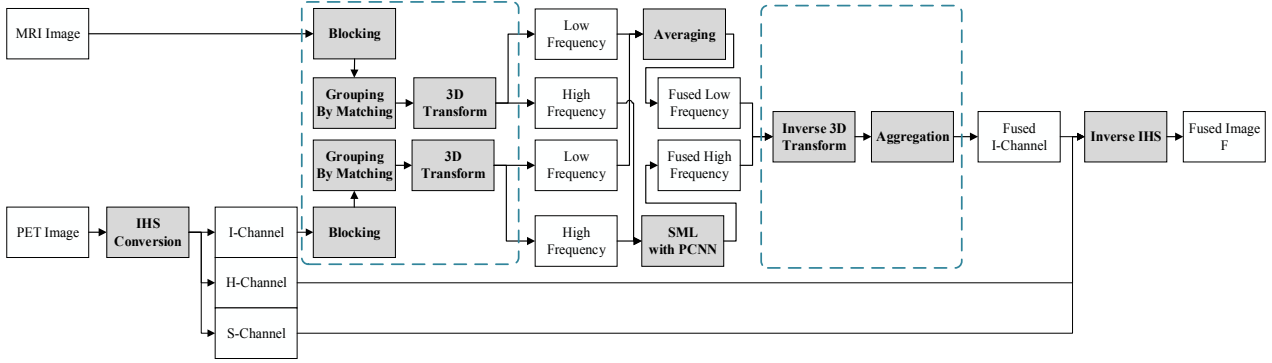 MRI Image
Blocking
Grouping
By Matching
3D
Transform
Low
Frequency
High
Frequency
Averaging
Fused Low
Frequency
PET Image
IHS
Conversion
I-Channel
H-Channel
S-Channel
Blocking
Grouping
By Matching
3D
Transform
Low
Frequency
High
Frequency
Fused High
Frequency
SML
with PCNN
Inverse 3D
Transform
Aggregation
Fused
I-Channel
Inverse IHS
Fused Image
F